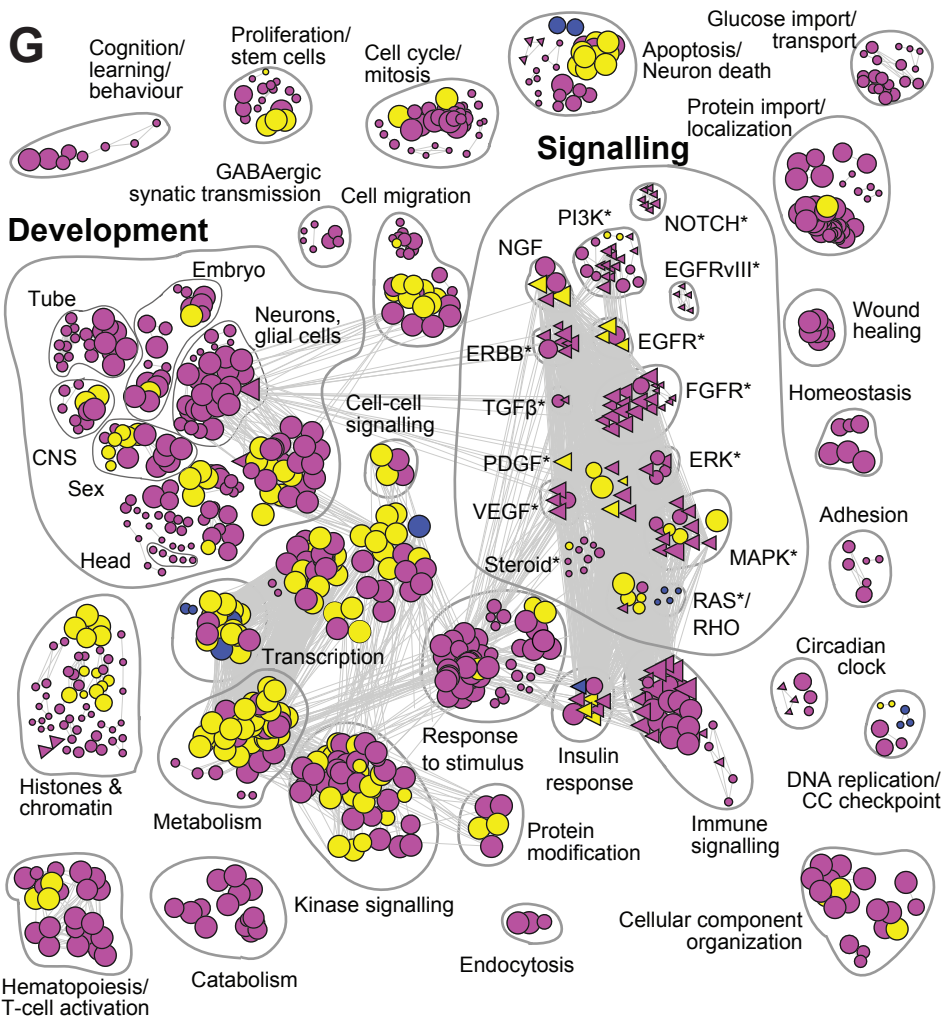 G
Cognition/
learning/
behaviour
Proliferation/
stem cells
Cell cycle/
mitosis
Apoptosis/
Neuron death
Glucose import/
transport
Protein import/
localization
GABAergic
synatic transmission
Cell migration
Signalling
NOTCH*
PI3K*
NGF
EGFRvIII*
ERBB*
EGFR*
TGFβ*
FGFR*
PDGF*
ERK*
VEGF*
MAPK*
Steroid*
RAS*/
RHO
Development
Embryo
Tube
Neurons,
glial cells
CNS
Sex
Head
Cell-cell
signalling
Wound
healing
Homeostasis
Adhesion
Circadian
clock
DNA replication/
CC checkpoint
Transcription
Histones &
chromatin
Metabolism
Response
to stimulus
Insulin
response
Immune
signalling
Protein
modification
Kinase signalling
Hematopoiesis/
T-cell activation
Catabolism
Endocytosis
Cellular component
organization